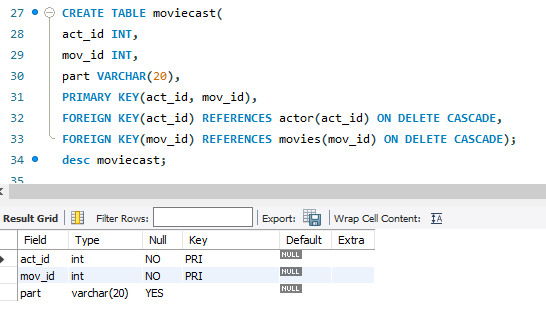 27 CREATE TABLE moviecast(
28 act_id INT,
29 mov_id INT,
30 part VARCHAR(20),
31 PRIMARY KEY(act_id, mov_id),
32 FOREIGN KEY(act_id) REFERENCES actor(act_id) ON DELETE CASCADE,
33 FOREIGN KEY(mov_id) REFERENCES movies(mov_id) ON DELETE CASCADE);
34 desc moviecast;
35
Result Grid Filter Rows: Export: Wrap Cell Content: IA
Field Type Null Key Default Extra
act_id int NO PRI NULL
mov_id int NO PRI NULL
part varchar(20) YES NULL